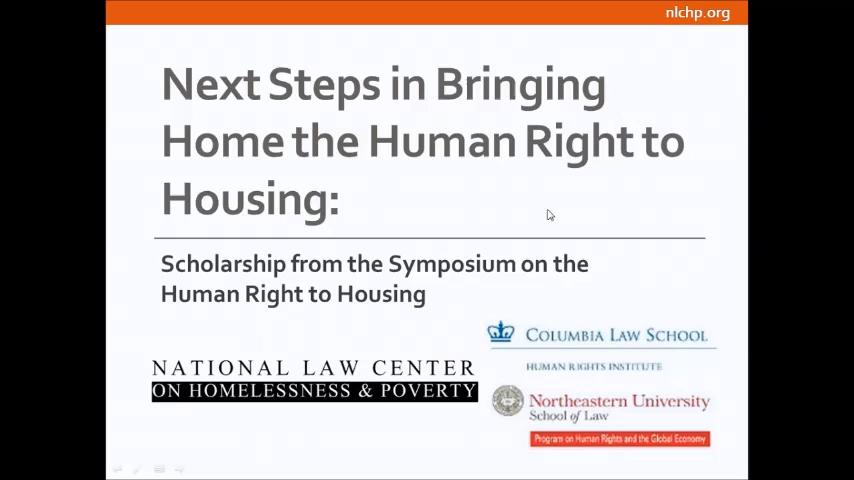 nlchp.org
Next Steps in Bringing
Home the Human Right to
Housing:
Scholarship from the Symposium on the
Human Right to Housing
COLUMBIA LAW SCHOOL
HUMAN RIGHTS INSTITUTE
NATIONAL LAW CENTER
ON HOMELESSNESS & POVERTY
Northeastern University
School of Law
Program on Human Rights and the Global Economy